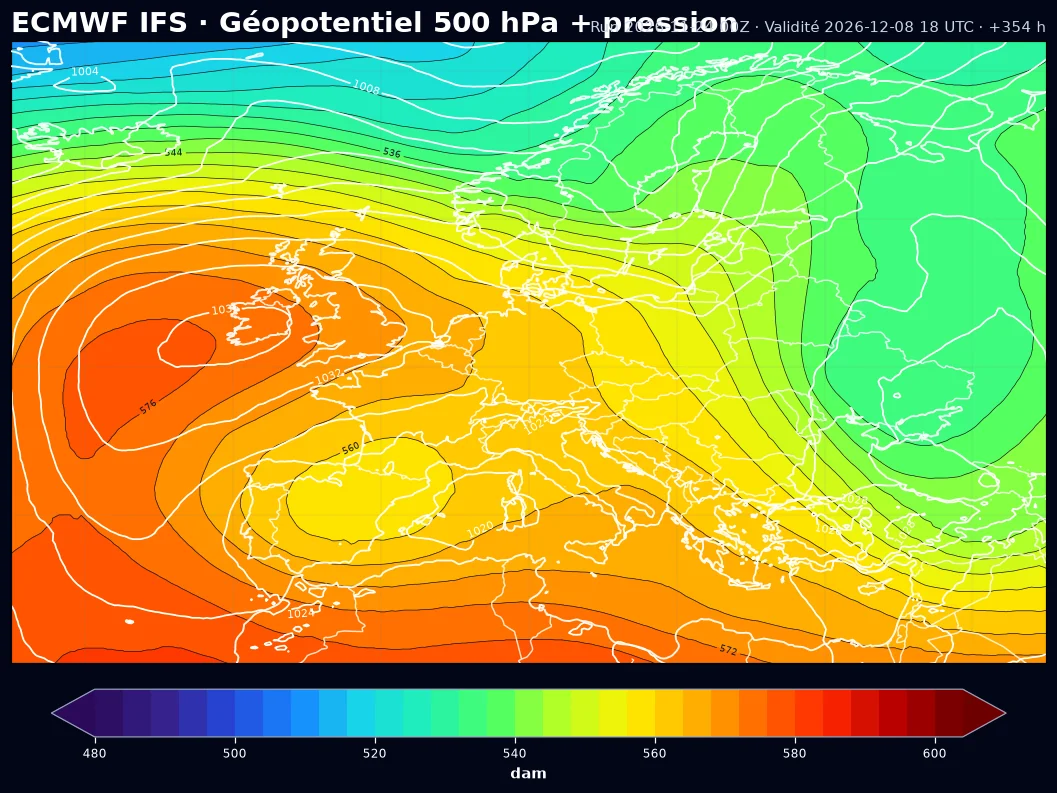 ECMWF IFS · Géopotentiel 500 hPa + pression
Validité 2026-12-08 18 UTC · +354 h
1004
1008
544
536
576
1032
560
1020
1024
572
480 500 520 540 560 580 600
dam